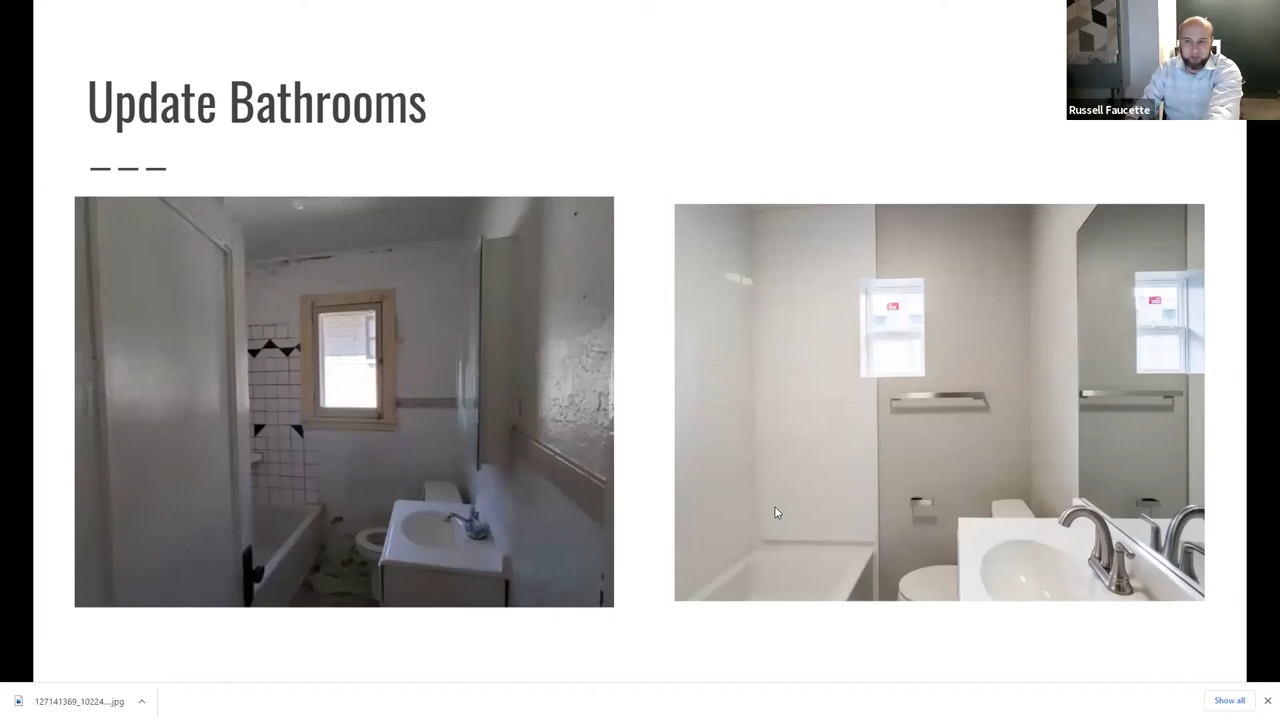 Update Bathrooms
Russell Faucette
127141369_10224....jpg
Show all